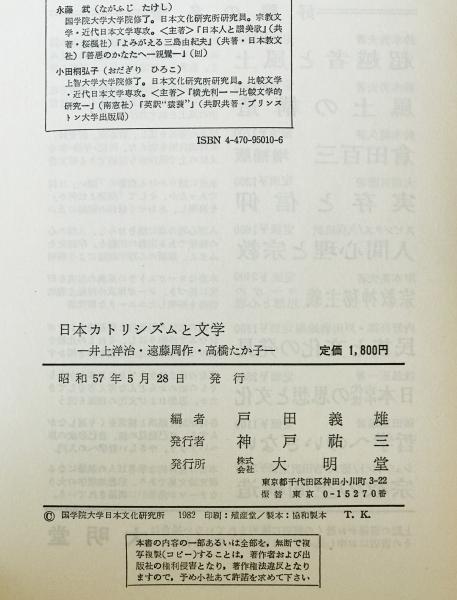 永藤 武（ながふじ たけし）
国学院大学大学院修了。日本文化研究所研究員。宗教文
学・近代日本文学専攻。＜主著＞『日本人と讃美歌』（共
著・桜楓社）『よみがえる三島由紀夫』（共著・日本教文
社）『善悪のかなたへ―親鸞―』（凹）
小田桐弘子（おだぎり ひろこ）
上智大学大学院修了。日本文化研究所研究員。比較文学
・近代日本文学専攻。＜主著＞『横光利一――比較文学的
研究―』（南窓社）『英訳"蓑蓑"』（共訳共著・プリンス
トン大学出版局）
ISBN 4-470-95010-6
日本カトリシズムと文学
―井上洋治・遠藤周作・高橋たか子―　定価 1,800円
昭和57年5月28日　発行
編者　戸田義雄
発行者　神戸祐三
発行所　株式会社　大明堂
東京都千代田区神田小川町3-22
振替 東京 0-15270番
© 国学院大学日本文化研究所　1982　印刷：殖産堂／製本：協和製本　T. K.
本書の内容の一部あるいは全部を，無断で複
写複製（コピー）することは，著作者および出
版社の権利侵害となり，著作権法違反となり
ますので，予め小社あて許諾を求めて下さい